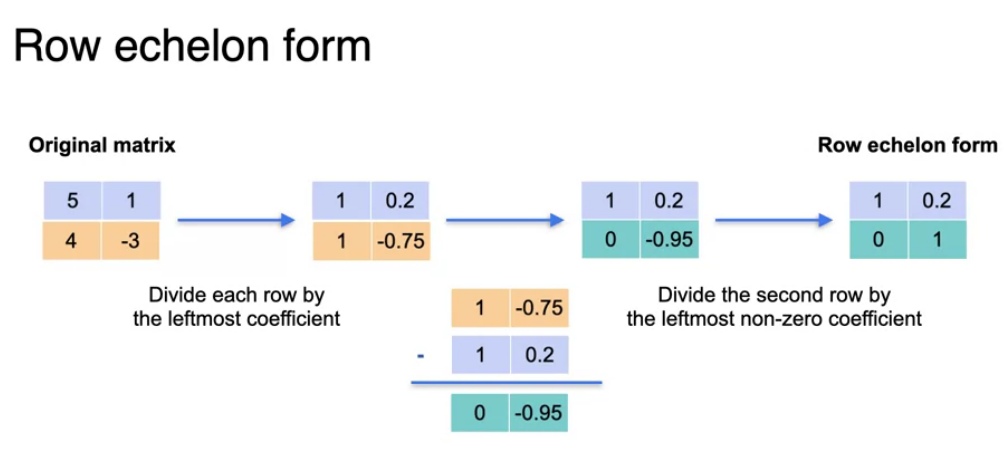 Row echelon form
Original matrix
Row echelon form
5 1
4 -3
1 0.2
1 -0.75
1 0.2
0 -0.95
1 0.2
0 1
Divide each row by
the leftmost coefficient
1 -0.75
- 1 0.2
0 -0.95
Divide the second row by
the leftmost non-zero coefficient